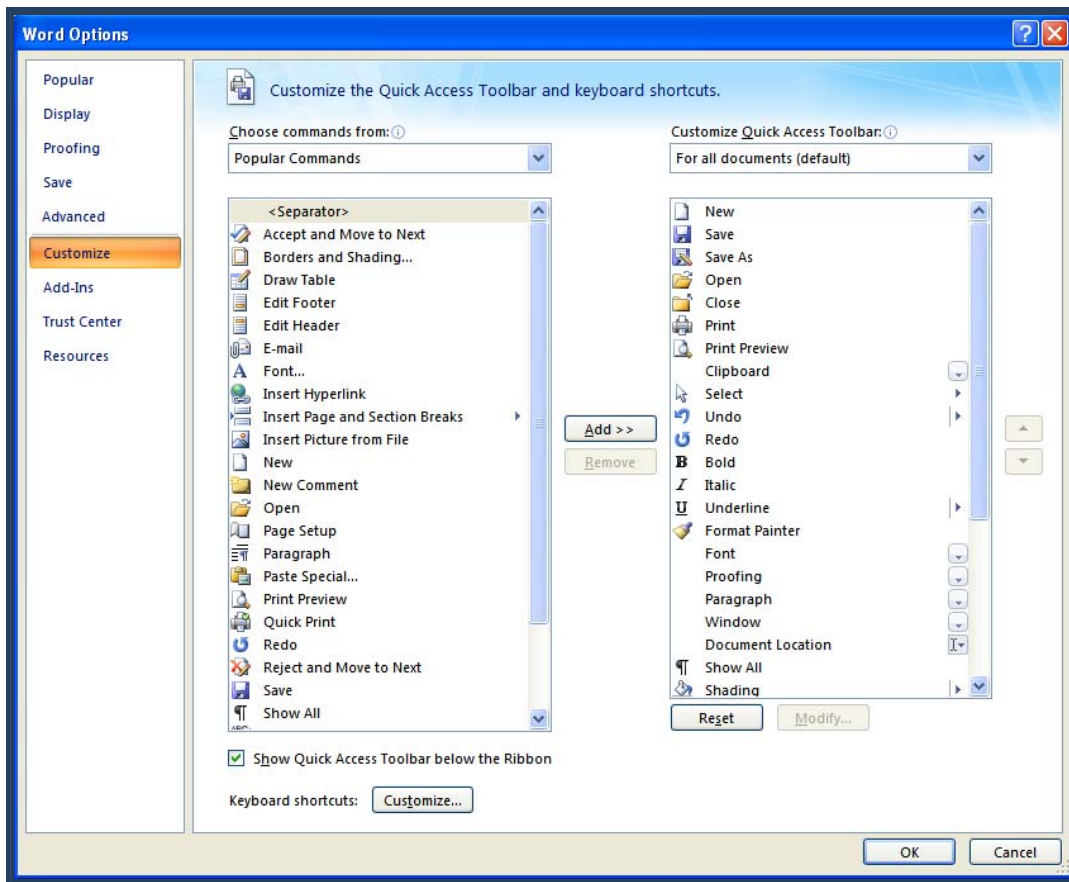 Word Options
Popular
Display
Proofing
Save
Advanced
Customize
Add-Ins
Trust Center
Resources
Customize the Quick Access Toolbar and keyboard shortcuts.
Choose commands from:
Popular Commands
<Separator>
Accept and Move to Next
Borders and Shading...
Draw Table
Edit Footer
Edit Header
E-mail
Font...
Insert Hyperlink
Insert Page and Section Breaks
Insert Picture from File
New
New Comment
Open
Page Setup
Paragraph
Paste Special...
Print Preview
Quick Print
Redo
Reject and Move to Next
Save
Show All
Add >>
Remove
Customize Quick Access Toolbar:
For all documents (default)
New
Save
Save As
Open
Close
Print
Print Preview
Clipboard
Select
Undo
Redo
B Bold
I Italic
U Underline
Format Painter
Font
Proofing
Paragraph
Window
Document Location
Show All
Shading
Reset
Modify...
Show Quick Access Toolbar below the Ribbon
Keyboard shortcuts: Customize...
OK
Cancel